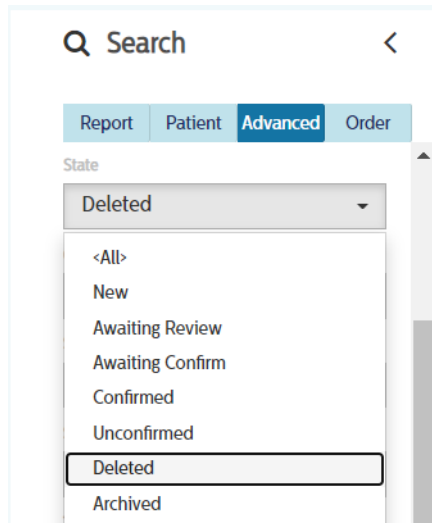 Search
Report Patient Advanced Order
State
Deleted
<All>
New
Awaiting Review
Awaiting Confirm
Confirmed
Unconfirmed
Deleted
Archived